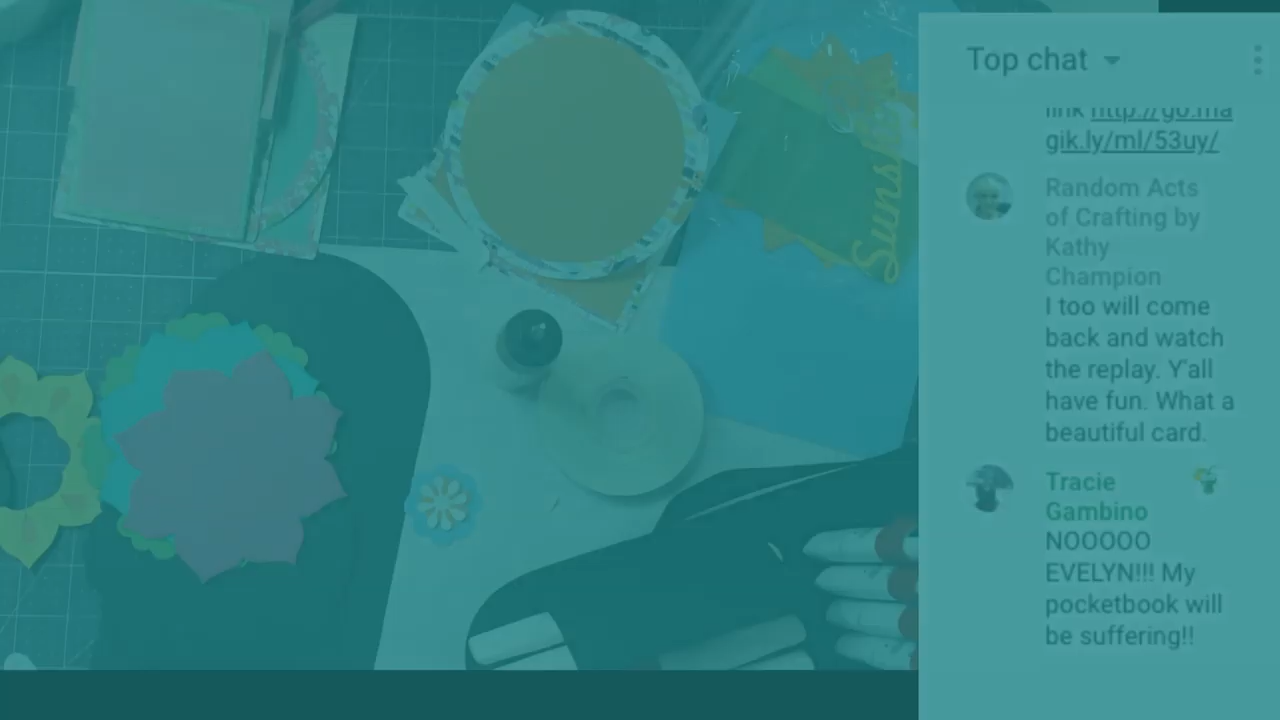 Top chat
link http://go.ma
gik.ly/ml/53uy/
Random Acts
of Crafting by
Kathy
Champion
I too will come
back and watch
the replay. Y'all
have fun. What a
beautiful card.
Tracie
Gambino
NOOOOO
EVELYN!!! My
pocketbook will
be suffering!!